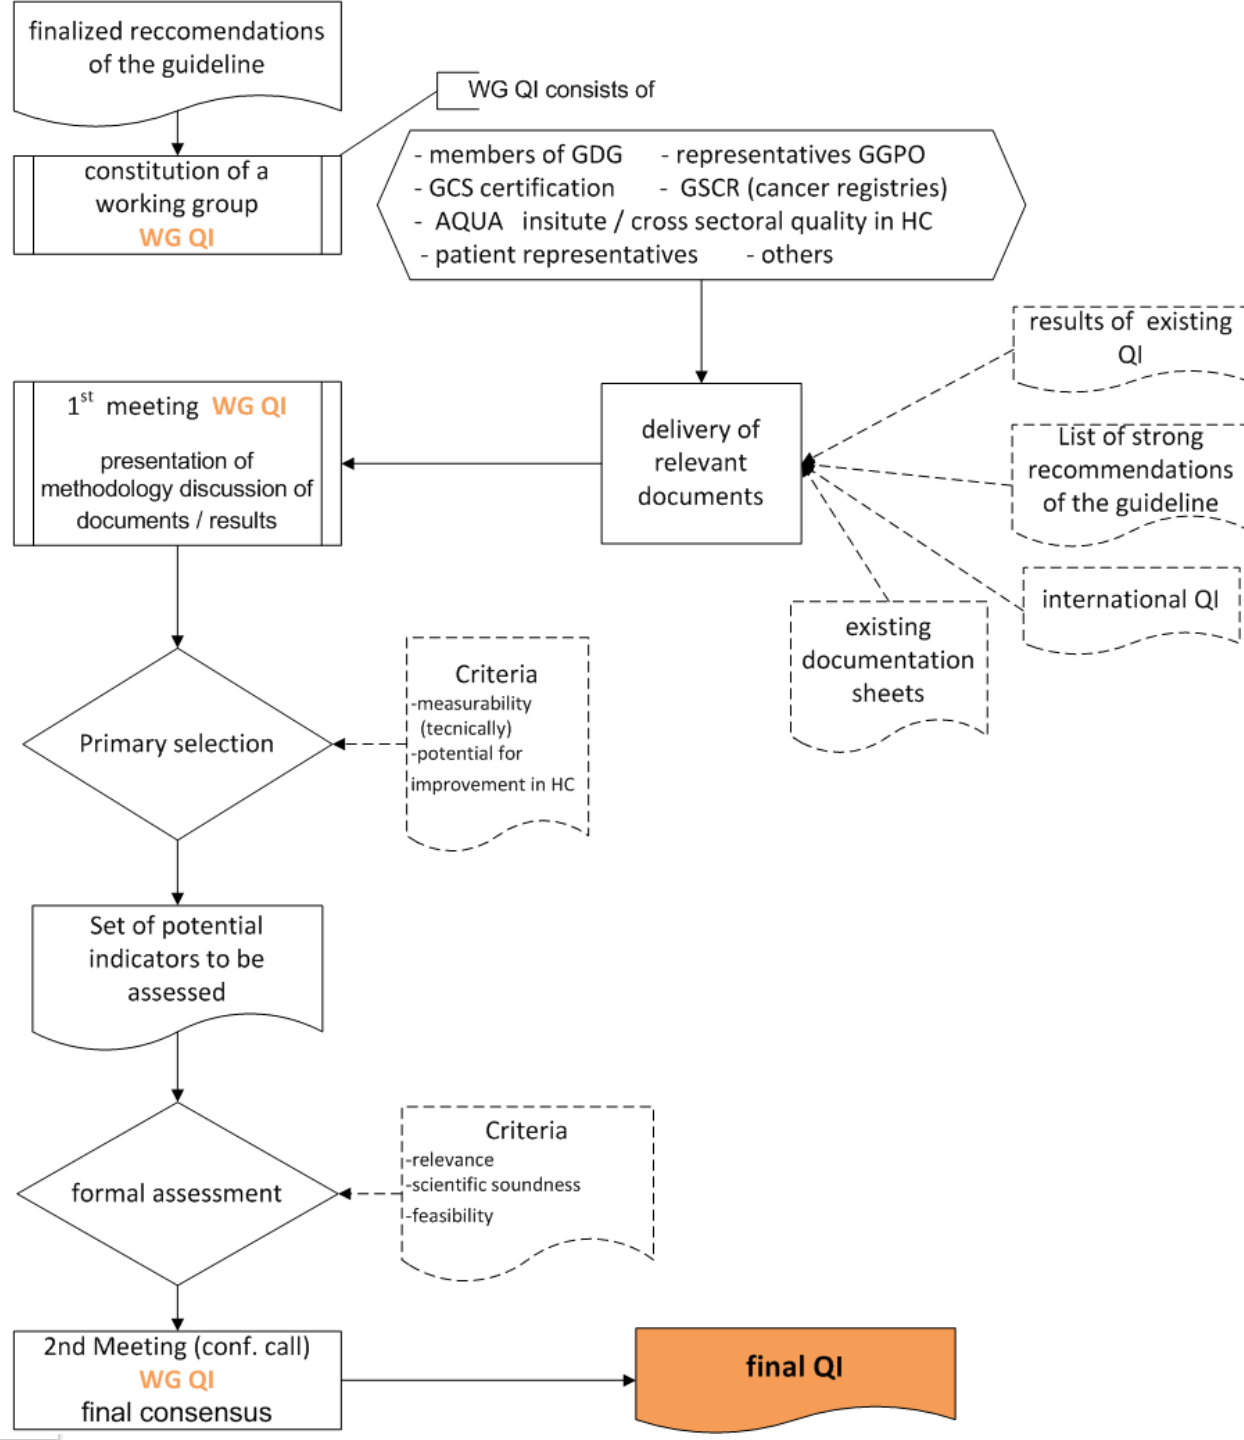 finalized reccomendations
of the guideline
constitution of a
working group
WG QI
WG QI consists of
- members of GDG - representatives GGPO
- GCS certification - GSCR (cancer registries)
- AQUA insitute / cross sectoral quality in HC
- patient representatives - others
results of existing
QI
List of strong
recommendations
of the guideline
international QI
existing
documentation
sheets
delivery of
relevant
documents
1st meeting WG QI
presentation of
methodology discussion of
documents / results
Primary selection
Criteria
-measurability
(tecnically)
-potential for
improvement in HC
Set of potential
indicators to be
assessed
formal assessment
Criteria
-relevance
-scientific soundness
-feasibility
2nd Meeting (conf. call)
WG QI
final consensus
final QI